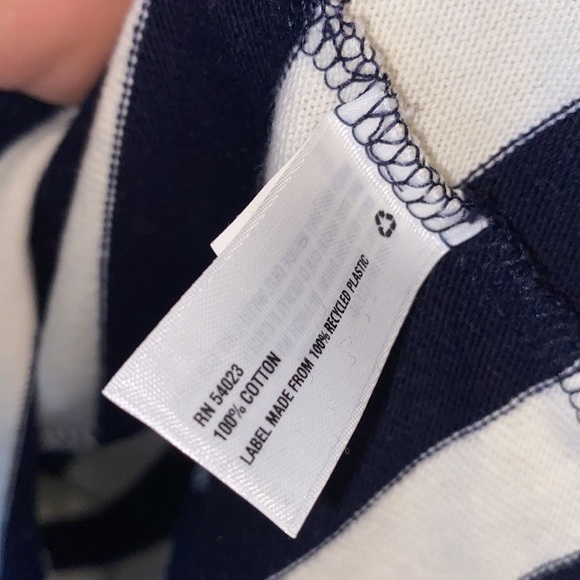 RN 54023
100% COTTON
LABEL MADE FROM 100% RECYCLED PLASTIC